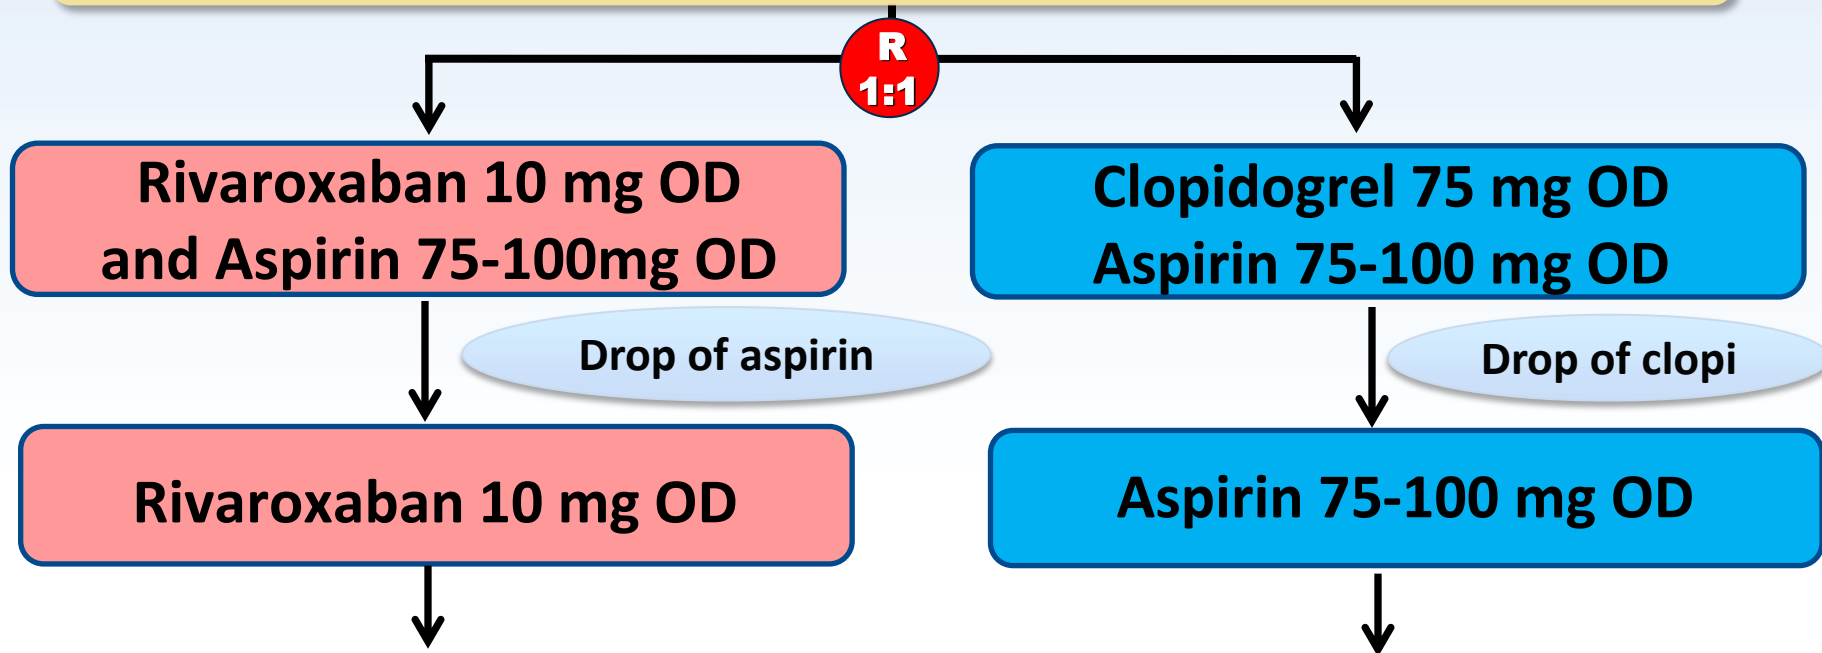 R
1:1
Rivaroxaban 10 mg OD
and Aspirin 75-100mg OD
Clopidogrel 75 mg OD
Aspirin 75-100 mg OD
Drop of aspirin
Drop of clopi
Rivaroxaban 10 mg OD
Aspirin 75-100 mg OD